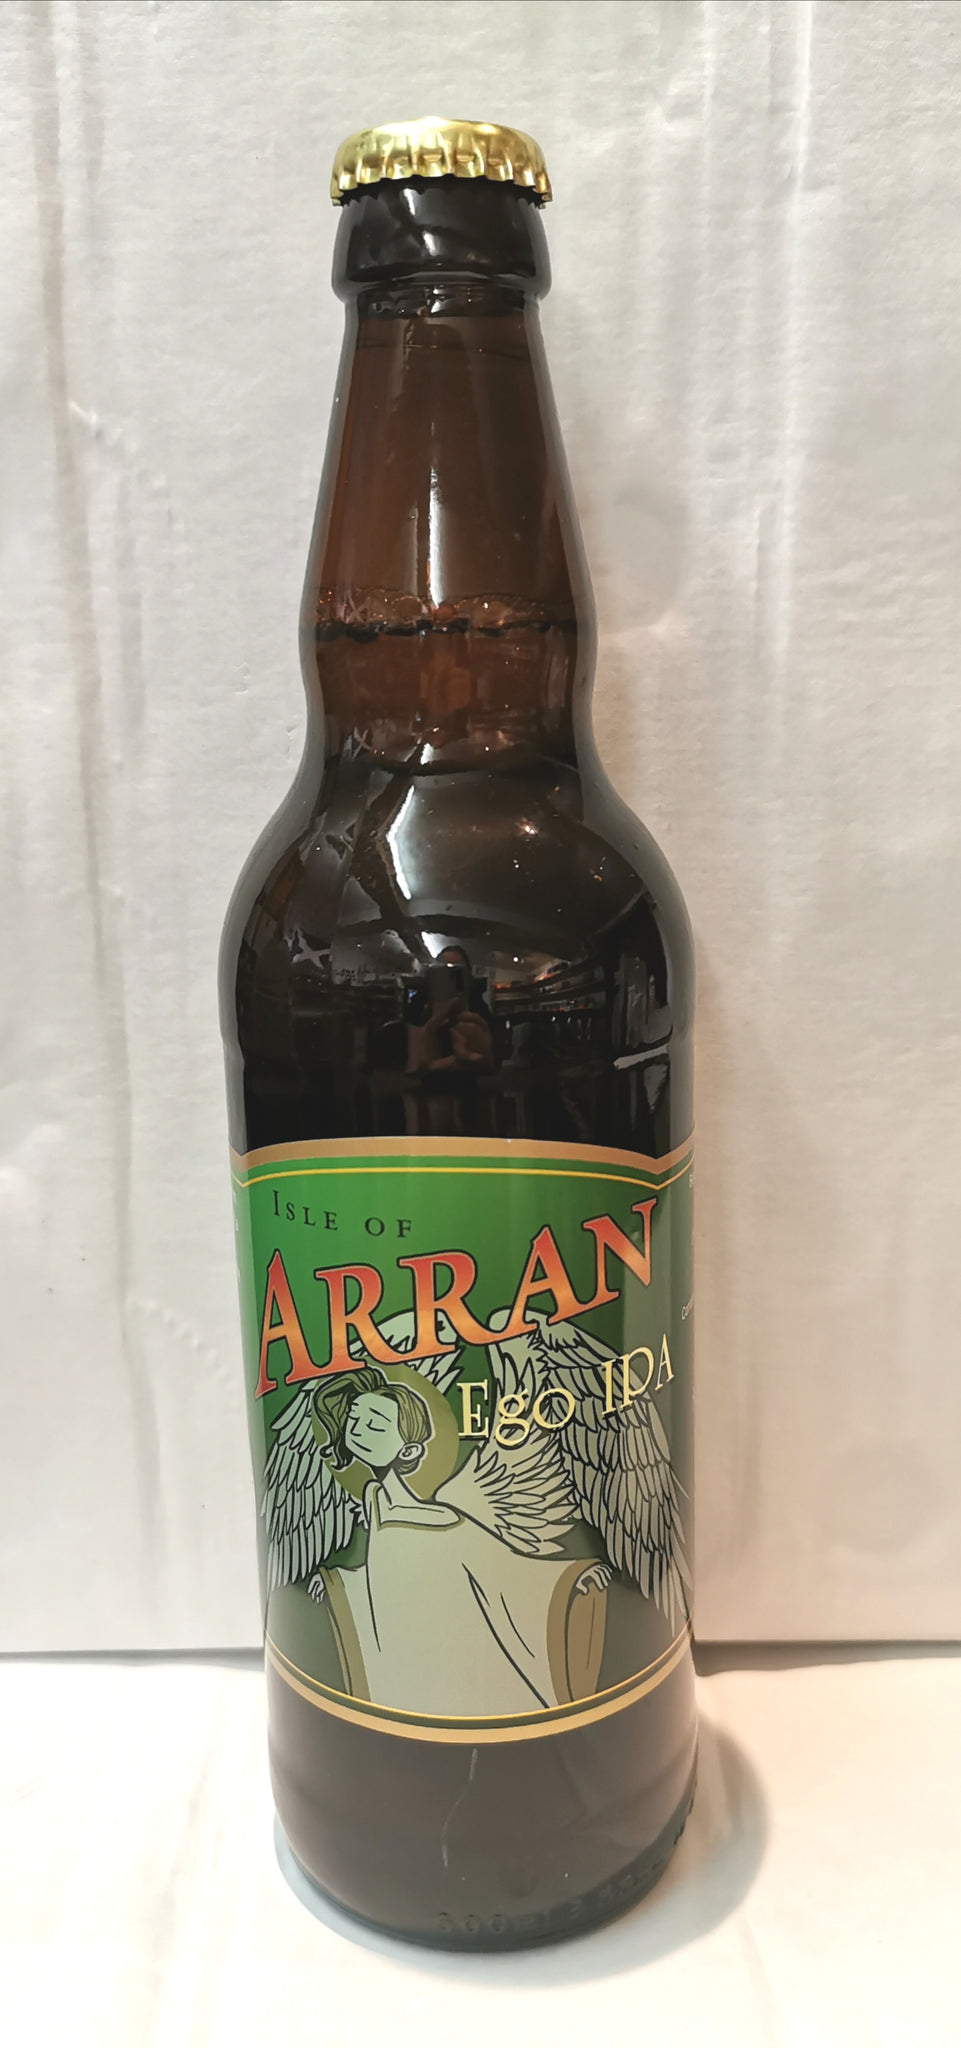 ISLE OF
ARRAN
Ego IPA